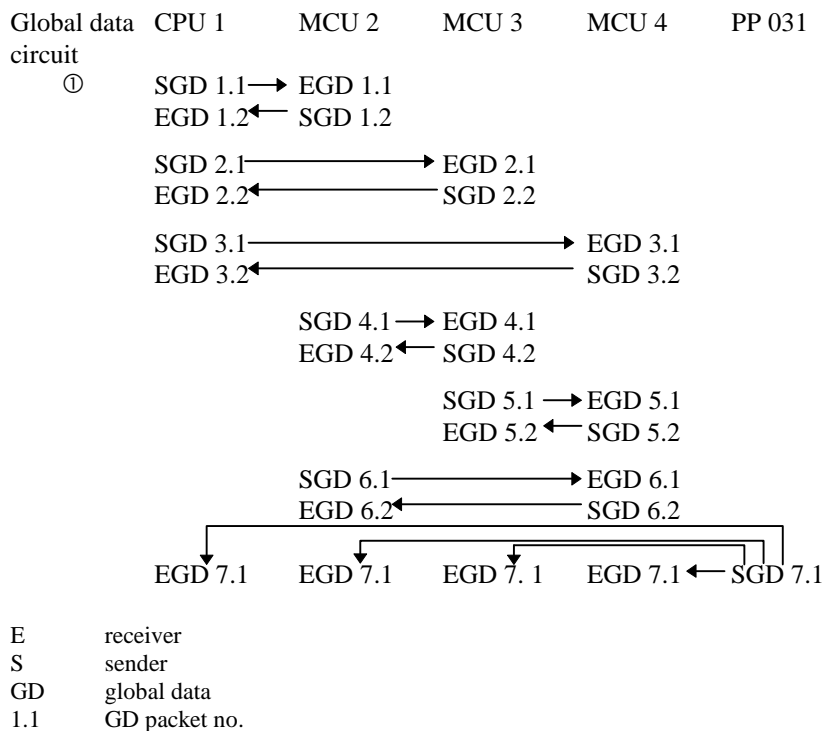 Global data circuit CPU 1 MCU 2 MCU 3 MCU 4 PP 031
① SGD 1.1 EGD 1.1
EGD 1.2 SGD 1.2
SGD 2.1 EGD 2.1
EGD 2.2 SGD 2.2
SGD 3.1 EGD 3.1
EGD 3.2 SGD 3.2
SGD 4.1 EGD 4.1
EGD 4.2 SGD 4.2
SGD 5.1 EGD 5.1
EGD 5.2 SGD 5.2
SGD 6.1 EGD 6.1
EGD 6.2 SGD 6.2
EGD 7.1 EGD 7.1 EGD 7. 1 EGD 7.1 SGD 7.1
E receiver
S sender
GD global data
1.1 GD packet no.